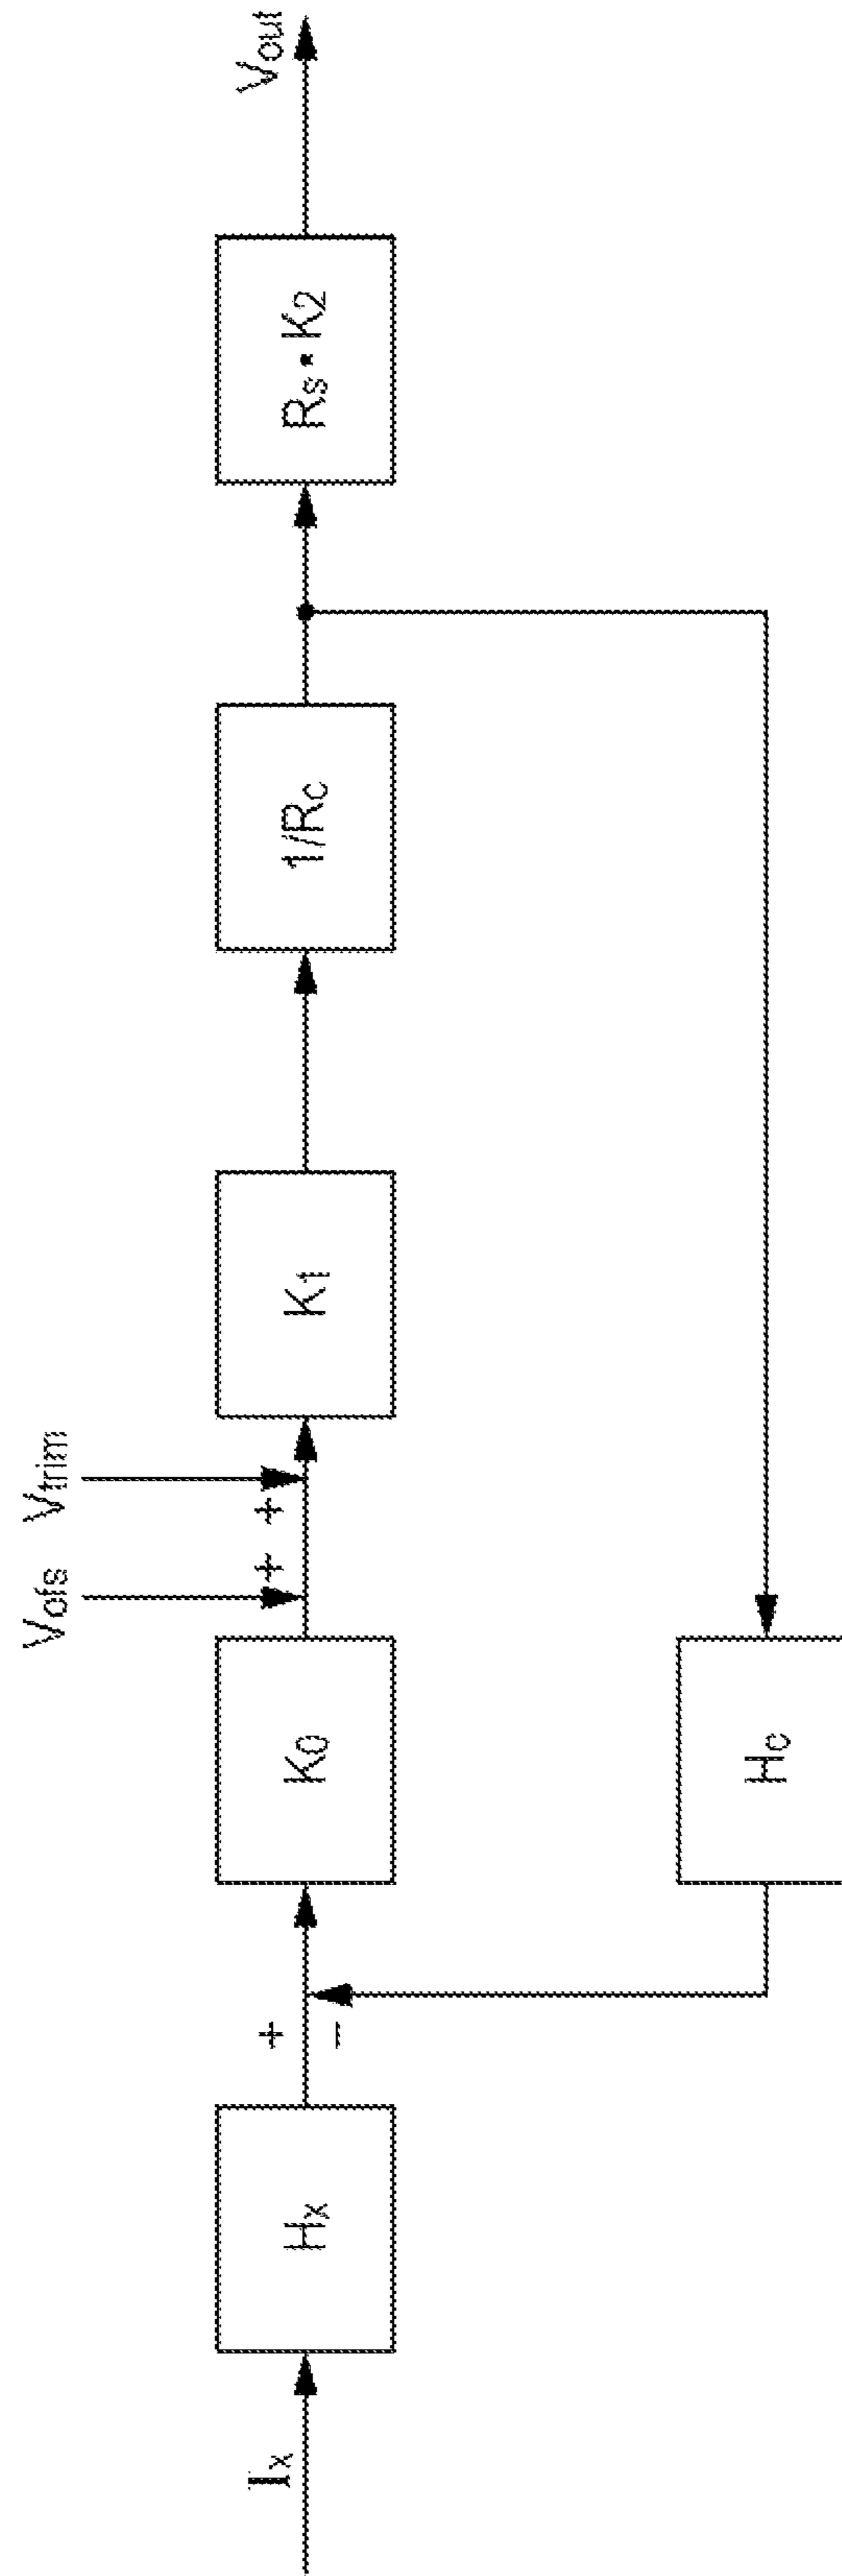 Vofs Vtrim
Vout
Ix
+
−
+ +
Hx
K0
K1
1/Rc
Rs • K2
Hc